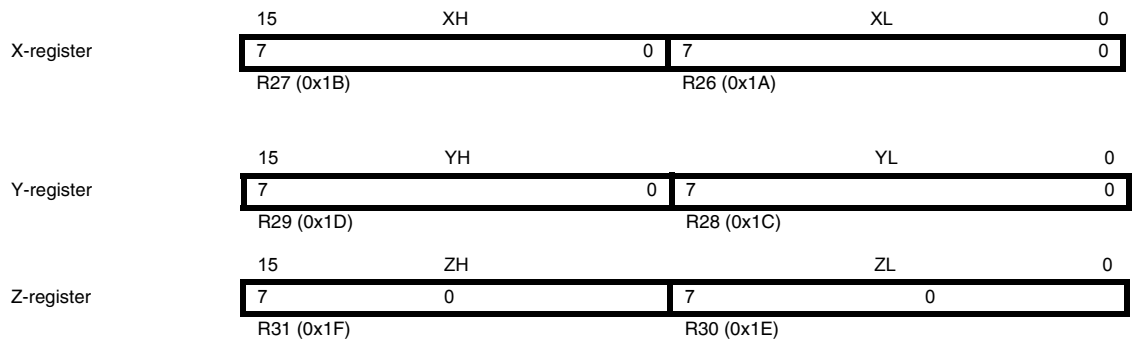 15 XH XL 0
X-register 7 0 7 0
R27 (0x1B) R26 (0x1A)
15 YH YL 0
Y-register 7 0 7 0
R29 (0x1D) R28 (0x1C)
15 ZH ZL 0
Z-register 7 0 7 0
R31 (0x1F) R30 (0x1E)